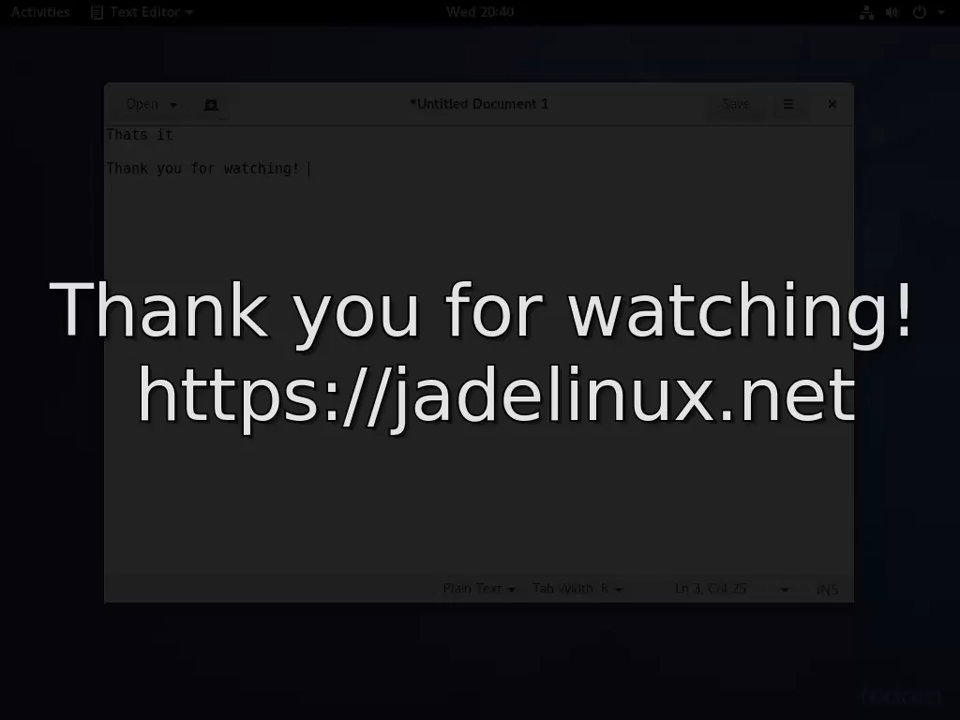 Activities
Text Editor
Wed 20:40
Open
*Untitled Document 1
Save
Thats it
Thank you for watching!
Thank you for watching!
https://jadelinux.net
Plain Text
Tab Width: 8
Ln 3, Col 25
INS